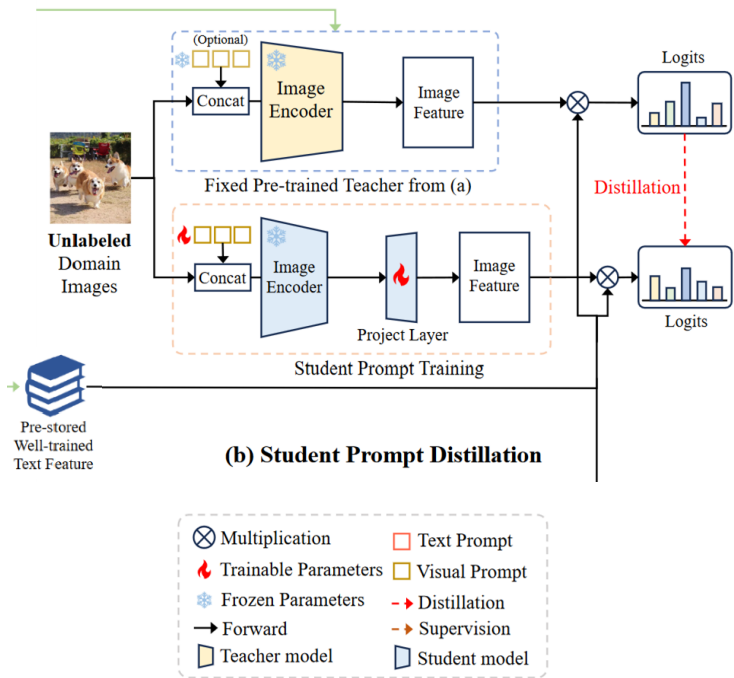 (Optional)
Concat
Image
Encoder
Image
Feature
Logits
Fixed Pre-trained Teacher from (a)
Distillation
Unlabeled
Domain
Images
Concat
Image
Encoder
Project Layer
Image
Feature
Logits
Student Prompt Training
Pre-stored
Well-trained
Text Feature
(b) Student Prompt Distillation
Multiplication
Text Prompt
Trainable Parameters
Visual Prompt
Frozen Parameters
Distillation
Forward
Supervision
Teacher model
Student model